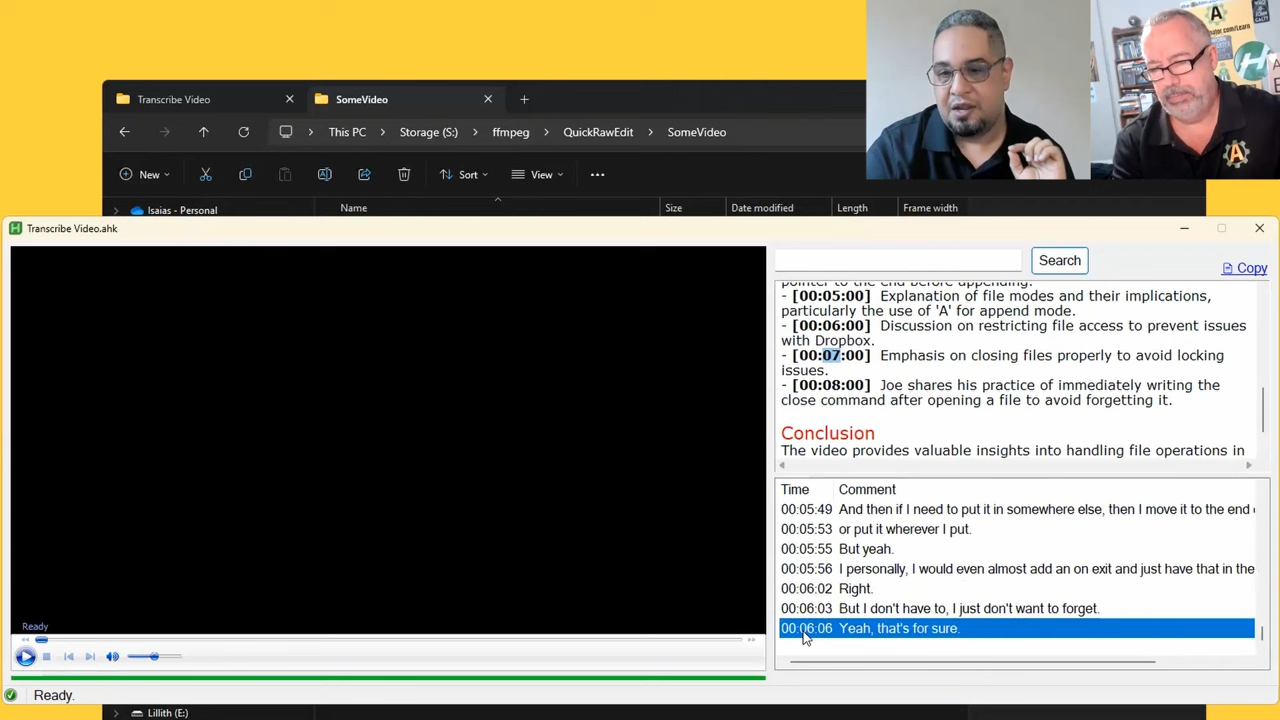 A
nator.com/Learn
Transcribe Video
SomeVideo
This PC
Storage (S:)
ffmpeg
QuickRawEdit
SomeVideo
New
Sort
View
Isaias - Personal
Name
Size
Date modified
Length
Frame width
Transcribe Video.ahk
Search
Copy
pointer to the end before appending.
- [00:05:00] Explanation of file modes and their implications,
particularly the use of 'A' for append mode.
- [00:06:00] Discussion on restricting file access to prevent issues
with Dropbox.
- [00:07:00] Emphasis on closing files properly to avoid locking
issues.
- [00:08:00] Joe shares his practice of immediately writing the
close command after opening a file to avoid forgetting it.
Conclusion
The video provides valuable insights into handling file operations in
Time Comment
00:05:49 And then if I need to put it in somewhere else, then I move it to the end
00:05:53 or put it wherever I put.
00:05:55 But yeah.
00:05:56 I personally, I would even almost add an on exit and just have that in the
00:06:02 Right.
00:06:03 But I don't have to, I just don't want to forget.
00:06:06 Yeah, that's for sure.
Ready
Ready.
Lillith (E:)